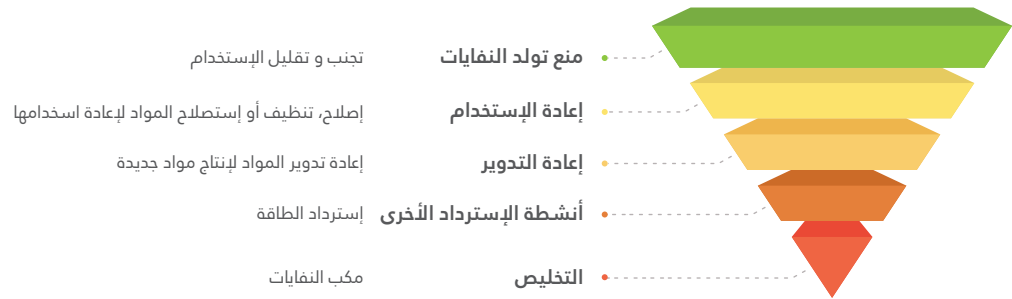 منع تولد النفايات
تجنب و تقليل الإستخدام
إعادة الإستخدام
إصلاح، تنظيف أو إستصلاح المواد لإعادة اسخدامها
إعادة التدوير
إعادة تدوير المواد لإنتاج مواد جديدة
أنشطة الإسترداد الأخرى
إسترداد الطاقة
التخليص
مكب النفايات